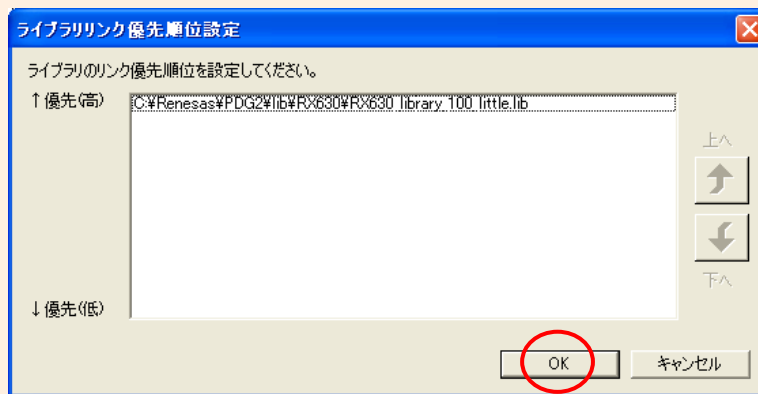 ライブラリリンク優先順位設定
ライブラリのリンク優先順位を設定してください。
↑優先(高)
C:¥Renesas¥PDG2¥lib¥RX630¥RX630_library_100_little.lib
上へ
下へ
↓優先(低)
OK
キャンセル